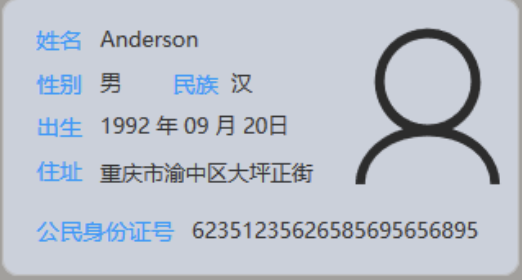 姓名 Anderson
性别 男 民族 汉
出生 1992 年 09 月 20日
住址 重庆市渝中区大坪正街
公民身份证号 62351235626585695656895